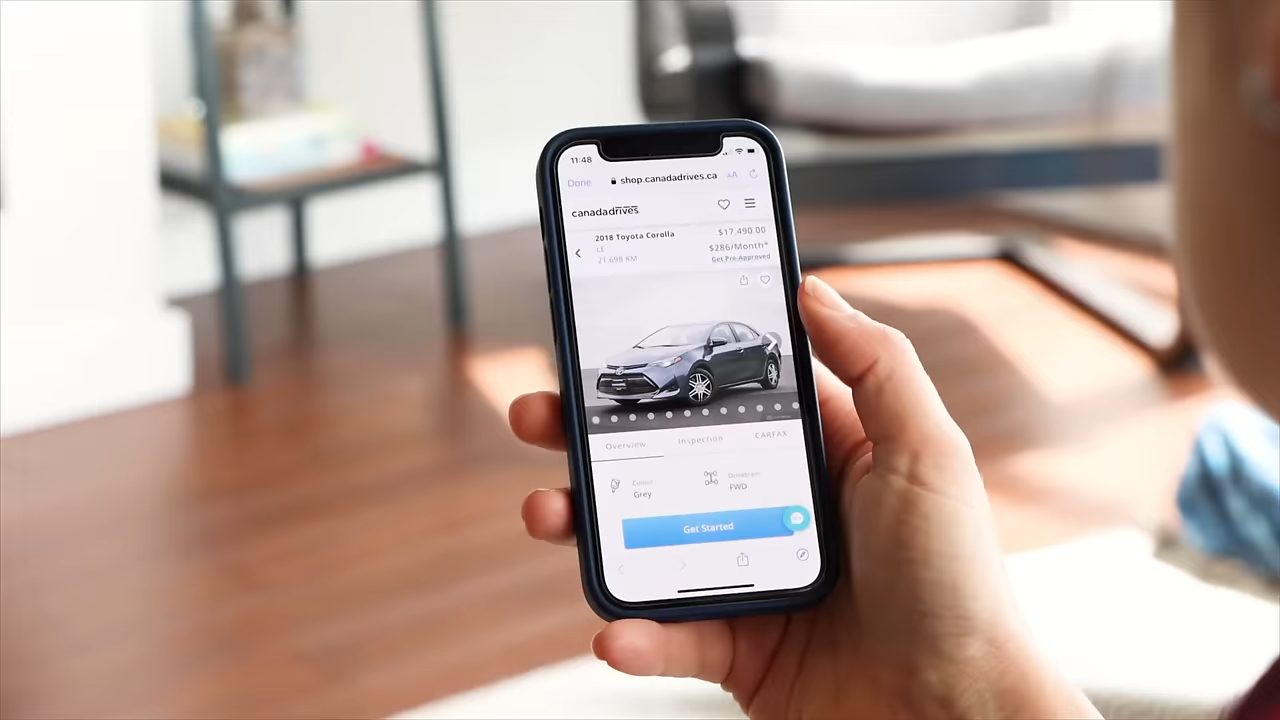 11:48
Done shop.canadadrives.ca AA
canadadrives
2018 Toyota Corolla $17,490.00
LE $286/Month*
21,698 KM Get Pre-Approved
Overview Inspection CARFAX
Colour Drivetrain
Grey FWD
Get Started